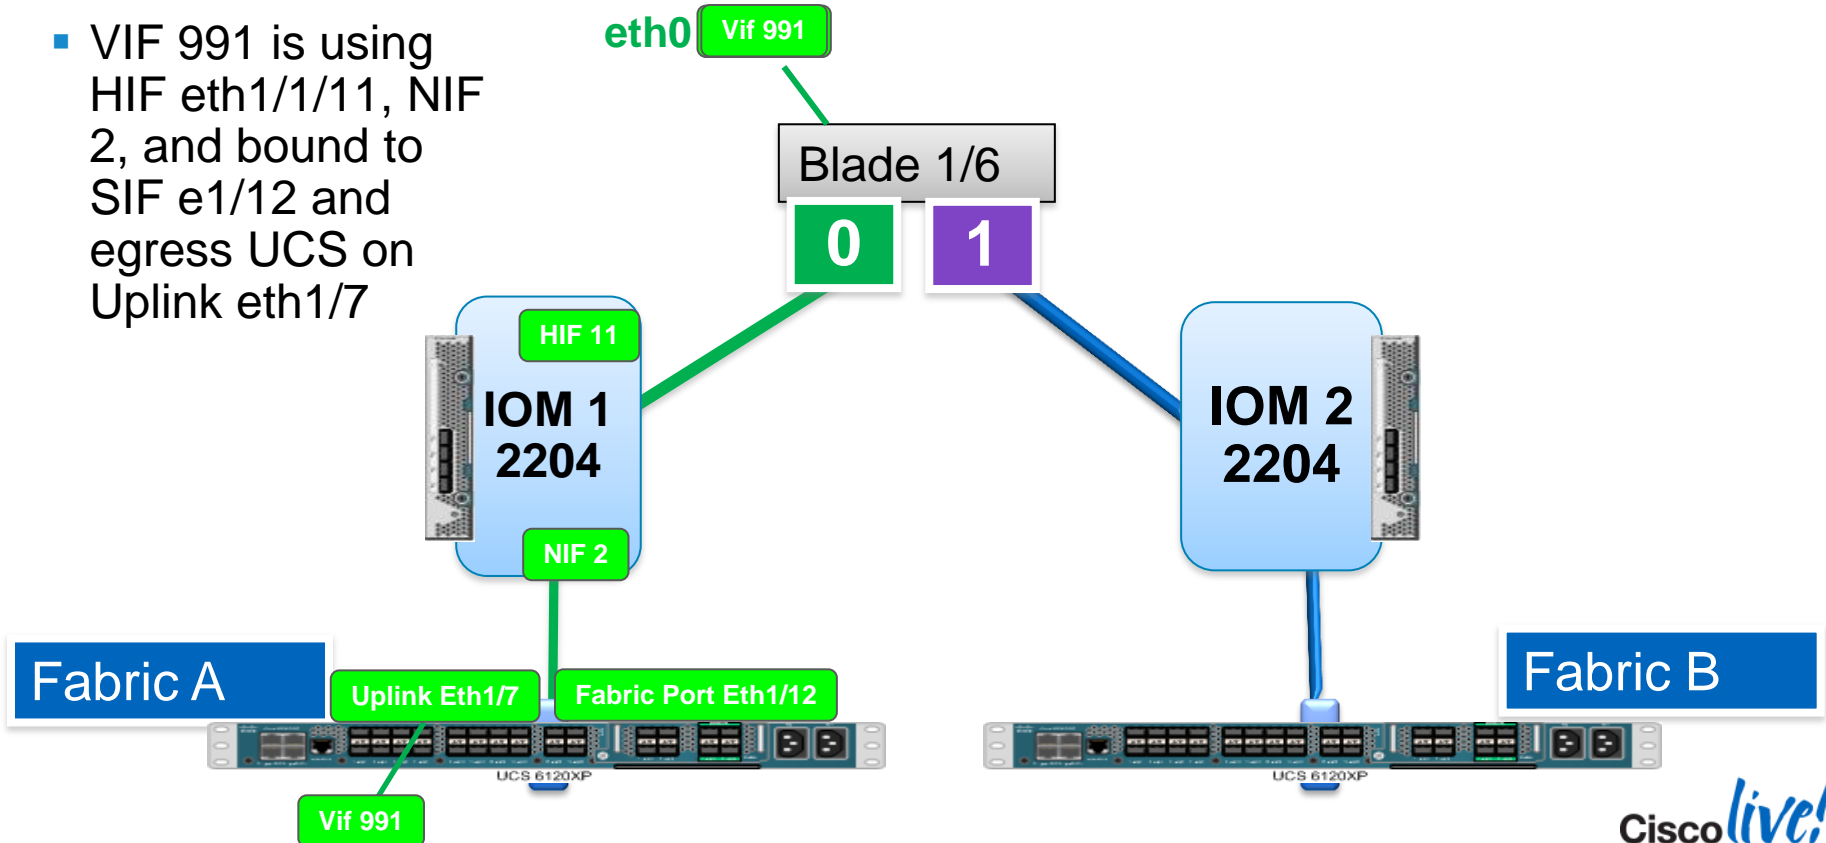 VIF 991 is using
HIF eth1/1/11, NIF
2, and bound to
SIF e1/12 and
egress UCS on
Uplink eth1/7
eth0
Vif 991
Blade 1/6
0
1
HIF 11
IOM 1
2204
NIF 2
IOM 2
2204
Fabric A
Uplink Eth1/7
Fabric Port Eth1/12
Fabric B
UCS 6120XP
UCS 6120XP
Vif 991
Cisco live!